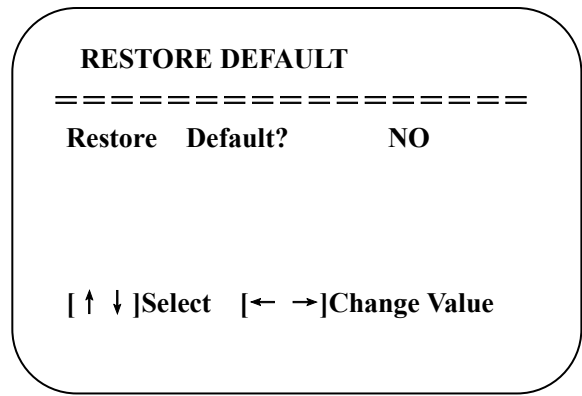 RESTORE DEFAULT
=================
Restore Default? NO
[↑ ↓]Select [← →]Change Value